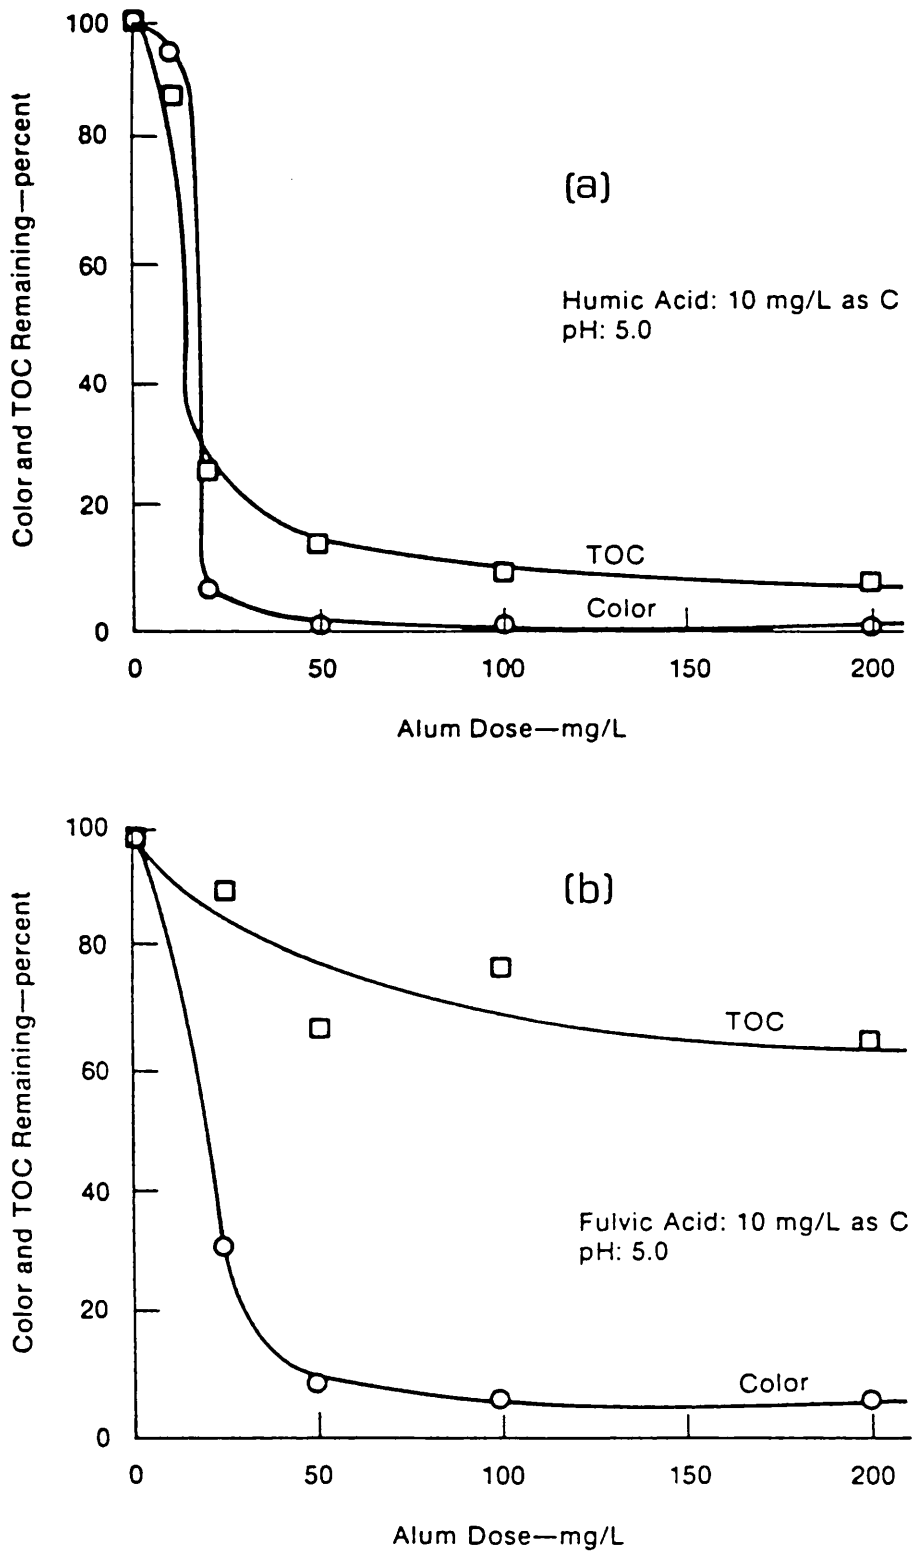 100
80
60
40
20
0
Color and TOC Remaining—percent
(a)
Humic Acid: 10 mg/L as C
pH: 5.0
TOC
Color
0 50 100 150 200
Alum Dose—mg/L
100
80
60
40
20
0
Color and TOC Remaining—percent
(b)
TOC
Fulvic Acid: 10 mg/L as C
pH: 5.0
Color
0 50 100 150 200
Alum Dose—mg/L